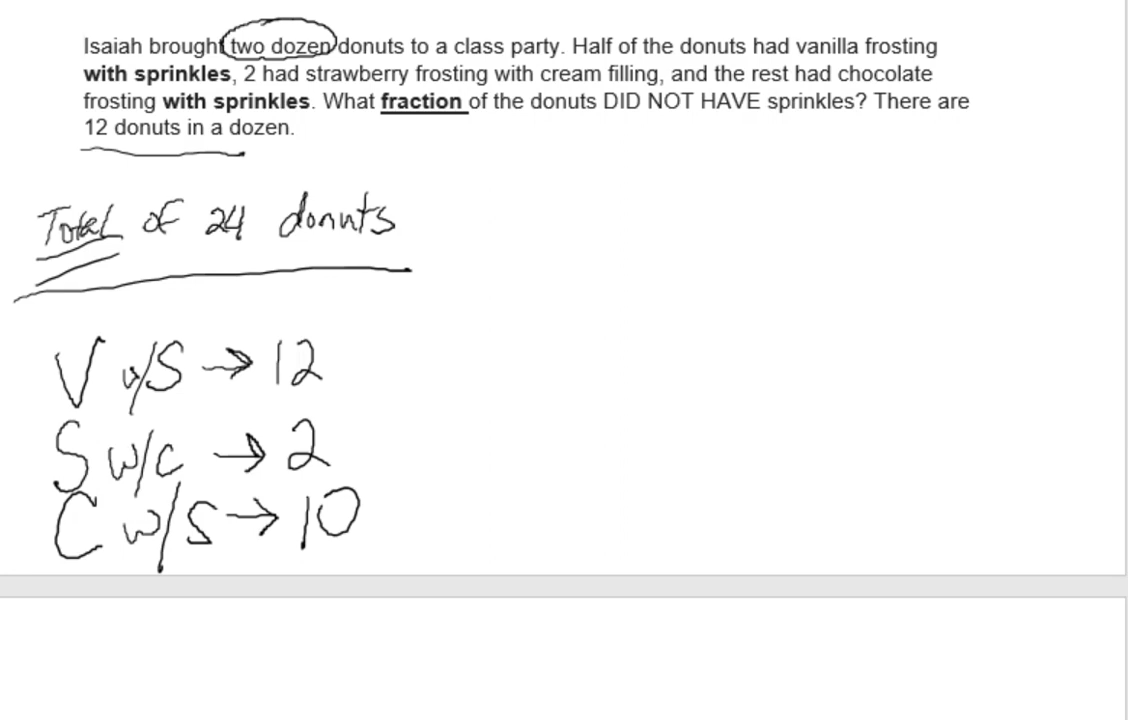 Isaiah brought two dozen donuts to a class party. Half of the donuts had vanilla frosting
with sprinkles, 2 had strawberry frosting with cream filling, and the rest had chocolate
frosting with sprinkles. What fraction of the donuts DID NOT HAVE sprinkles? There are
12 donuts in a dozen.
Total of 24 donuts
V w/S → 12
S w/c → 2
C w/s → 10